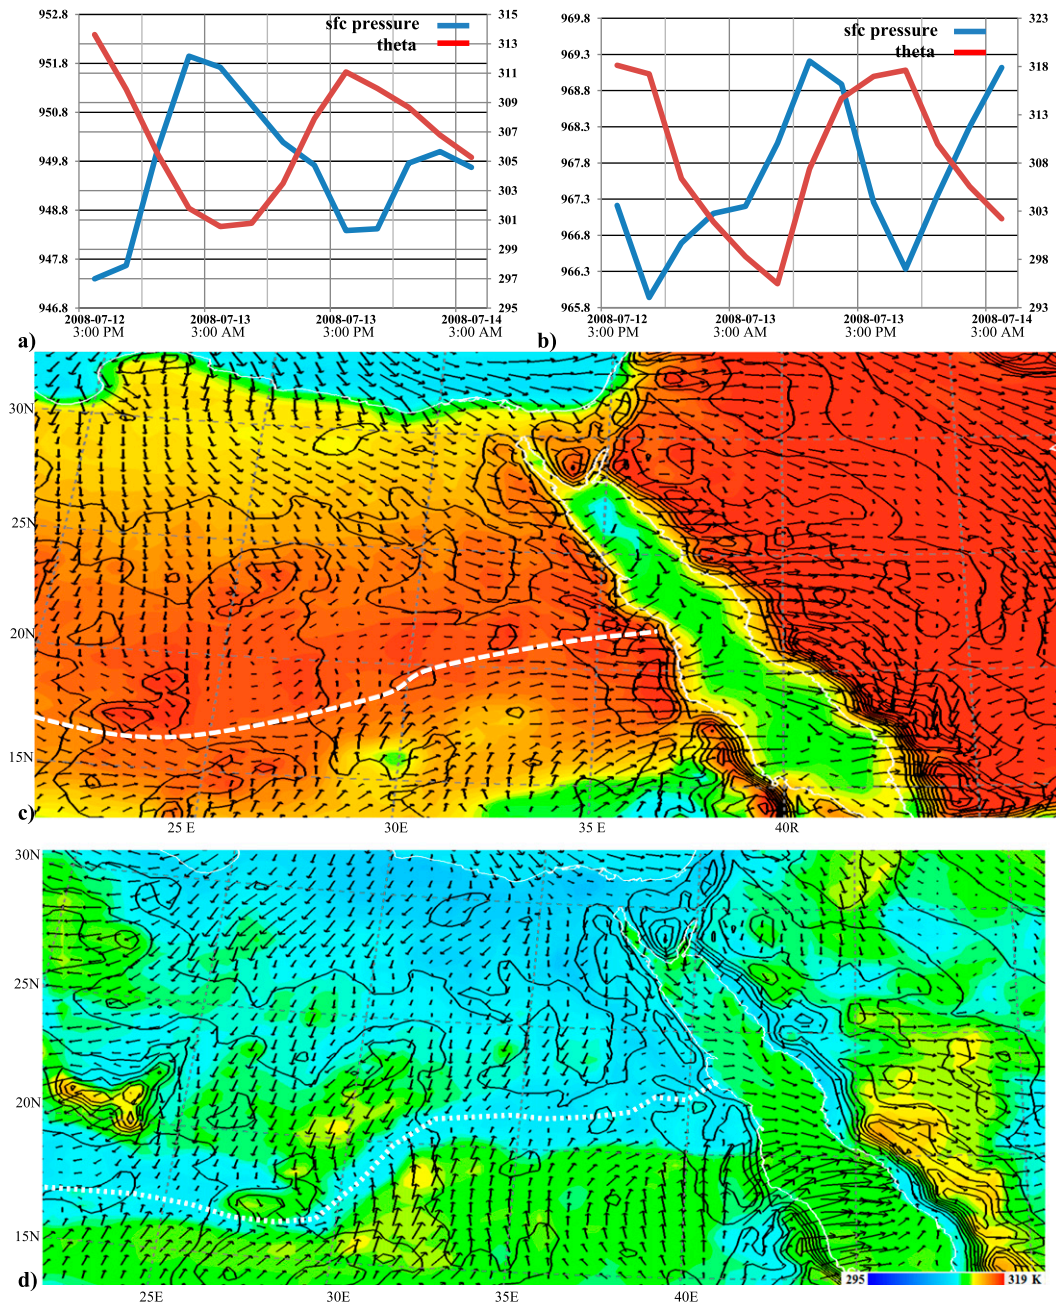 952.8
951.8
950.8
949.8
948.8
947.8
946.8
315
313
311
309
307
305
303
301
299
297
295
sfc pressure
theta
2008-07-12 2008-07-13 2008-07-13 2008-07-14
3:00 PM 3:00 AM 3:00 PM 3:00 AM
a)
969.8
969.3
968.8
968.3
967.8
967.3
966.8
966.3
965.8
323
318
313
308
303
298
293
sfc pressure
theta
2008-07-12 2008-07-13 2008-07-13 2008-07-14
3:00 PM 3:00 AM 3:00 PM 3:00 AM
b)
30N
25N
20N
15N
c)
25 E 30E 35 E 40R
30N
25N
20N
15N
d)
295 319 K
25E 30E 35E 40E